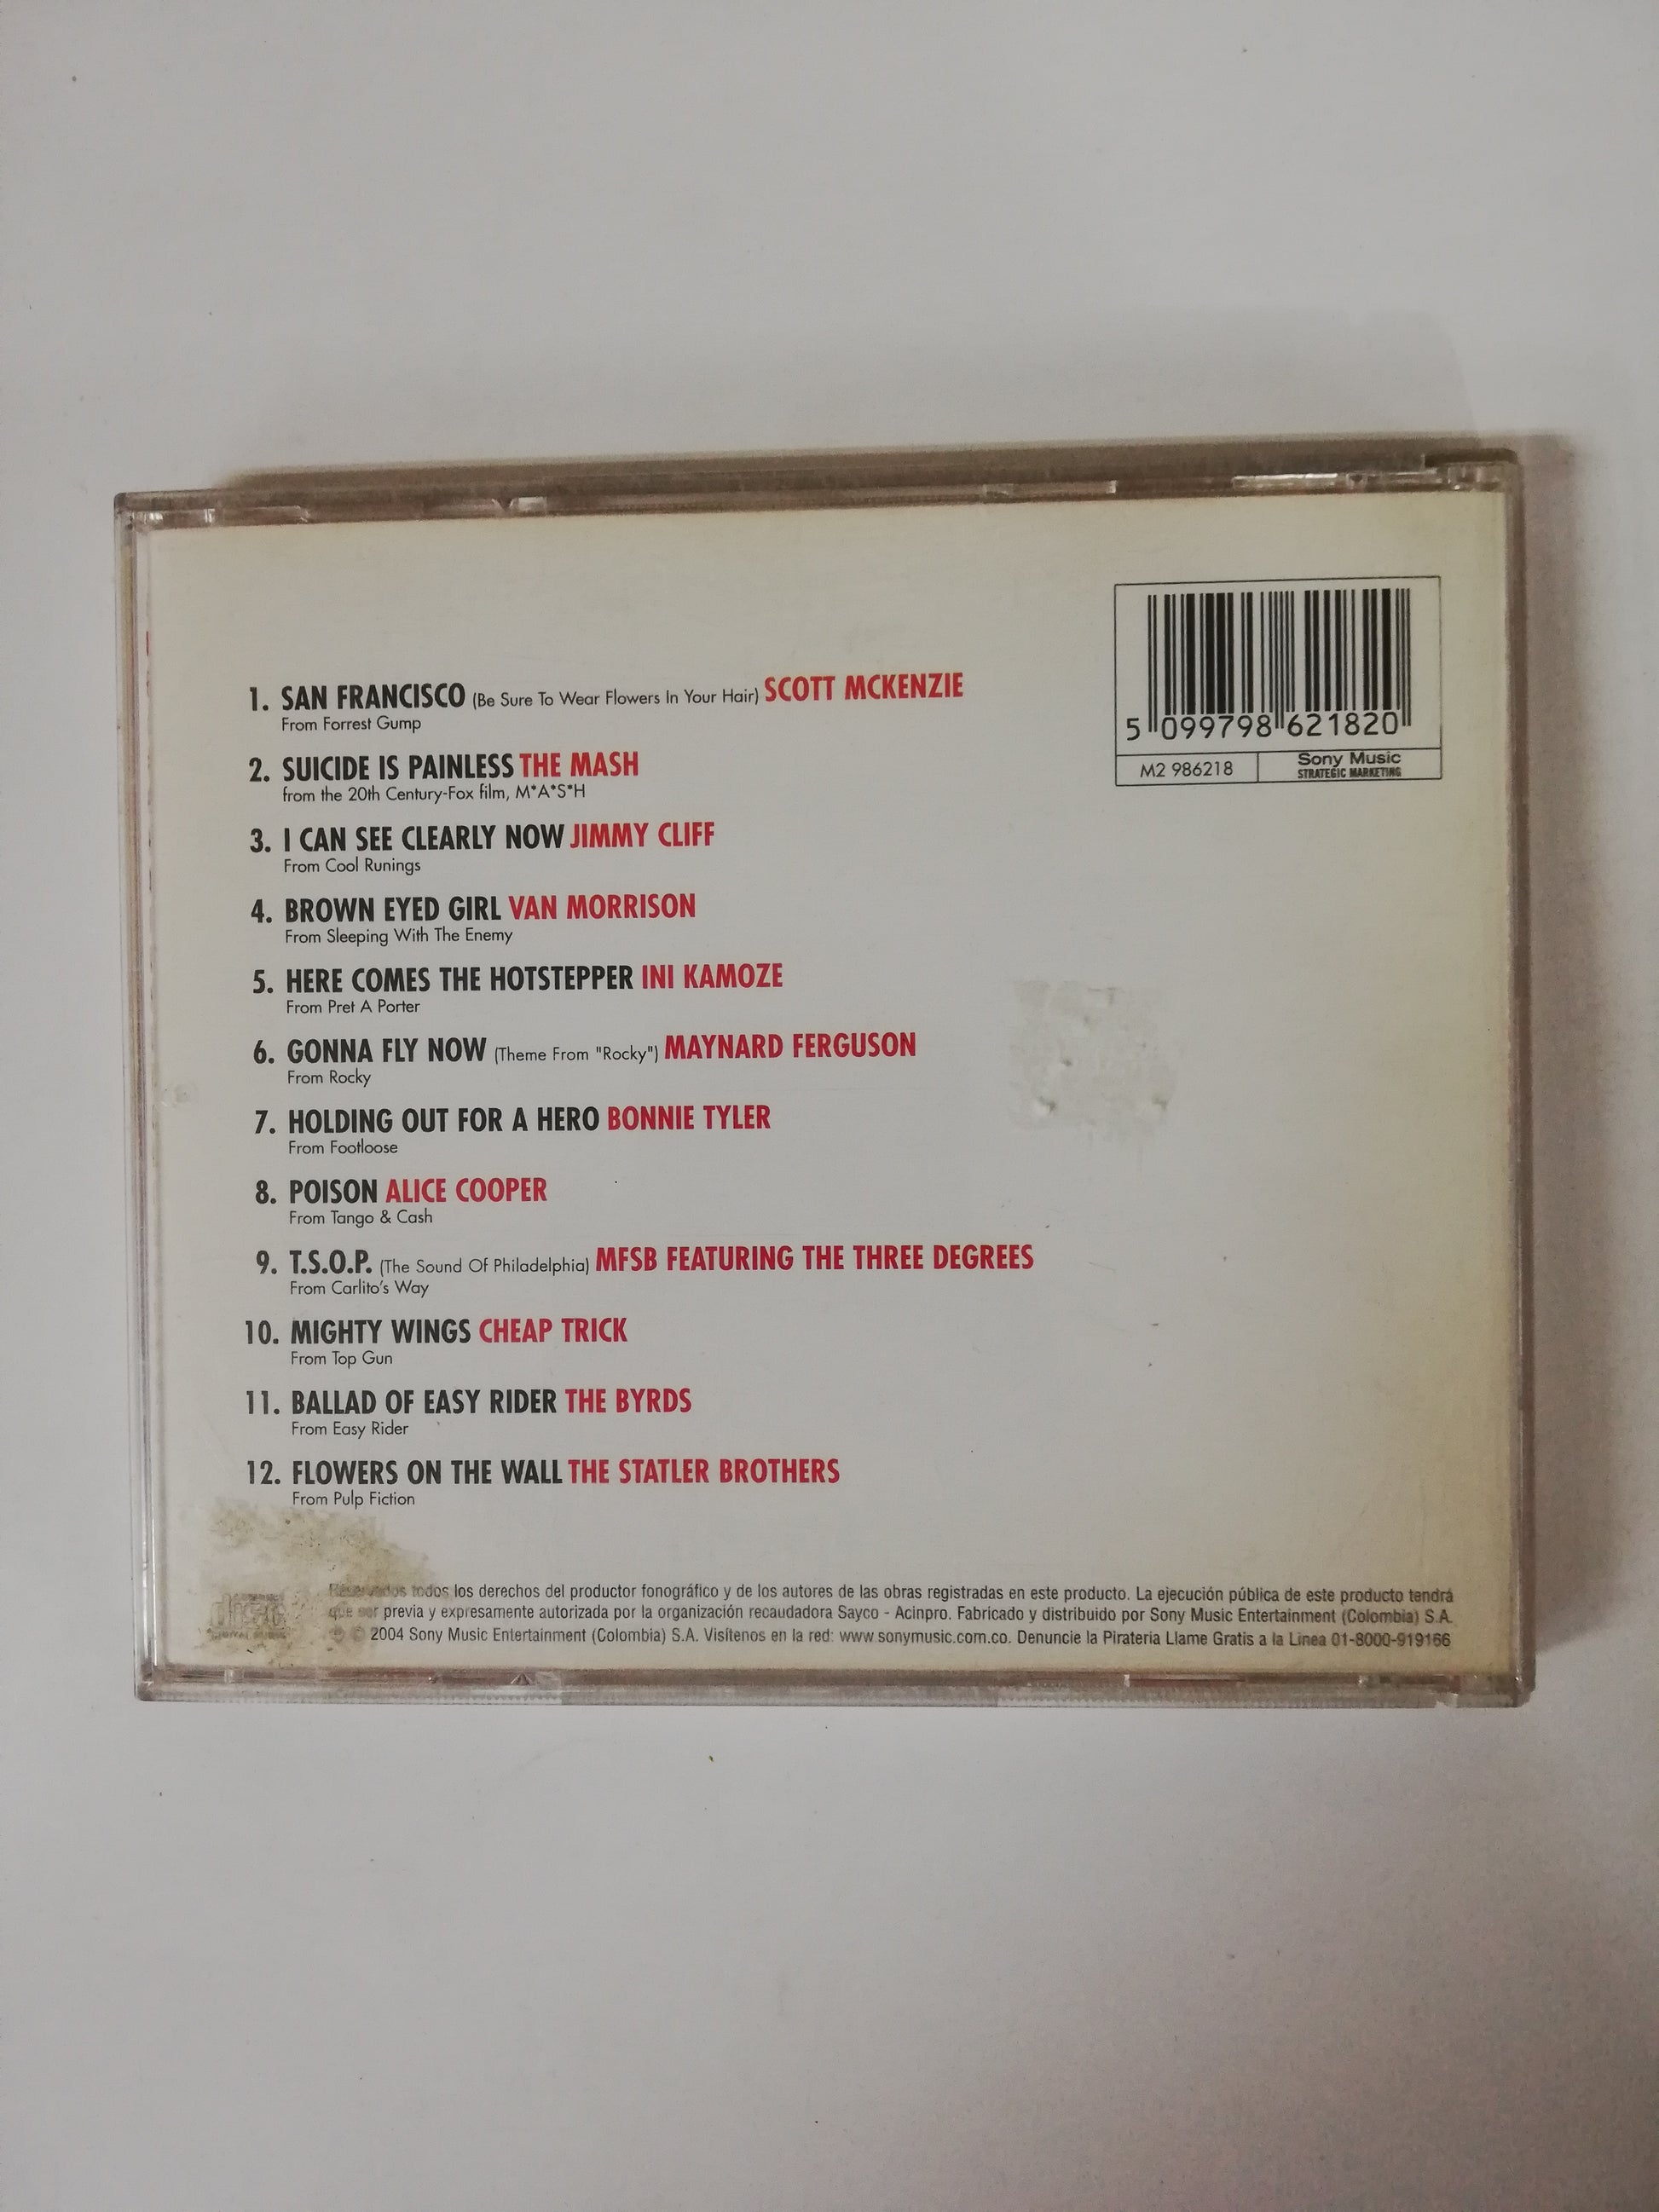 1. SAN FRANCISCO (Be Sure To Wear Flowers In Your Hair) SCOTT MCKENZIE
From Forrest Gump
2. SUICIDE IS PAINLESS THE MASH
from the 20th Century-Fox film, M*A*S*H
3. I CAN SEE CLEARLY NOW JIMMY CLIFF
From Cool Runings
4. BROWN EYED GIRL VAN MORRISON
From Sleeping With The Enemy
5. HERE COMES THE HOTSTEPPER INI KAMOZE
From Pret A Porter
6. GONNA FLY NOW (Theme From "Rocky") MAYNARD FERGUSON
From Rocky
7. HOLDING OUT FOR A HERO BONNIE TYLER
From Footloose
8. POISON ALICE COOPER
From Tango & Cash
9. T.S.O.P. (The Sound Of Philadelphia) MFSB FEATURING THE THREE DEGREES
From Carlito's Way
10. MIGHTY WINGS CHEAP TRICK
From Top Gun
11. BALLAD OF EASY RIDER THE BYRDS
From Easy Rider
12. FLOWERS ON THE WALL THE STATLER BROTHERS
From Pulp Fiction
5 099798 621820
M2 986218
Sony Music
STRATEGIC MARKETING
disc
DIGITAL AUDIO
Reservados todos los derechos del productor fonográfico y de los autores de las obras registradas en este producto. La ejecución pública de este producto tendrá
que ser previa y expresamente autorizada por la organización recaudadora Sayco - Acinpro. Fabricado y distribuido por Sony Music Entertainment (Colombia) S.A.
℗ © 2004 Sony Music Entertainment (Colombia) S.A. Visítenos en la red: www.sonymusic.com.co. Denuncie la Pirateria Llame Gratis a la Linea 01-8000-919166